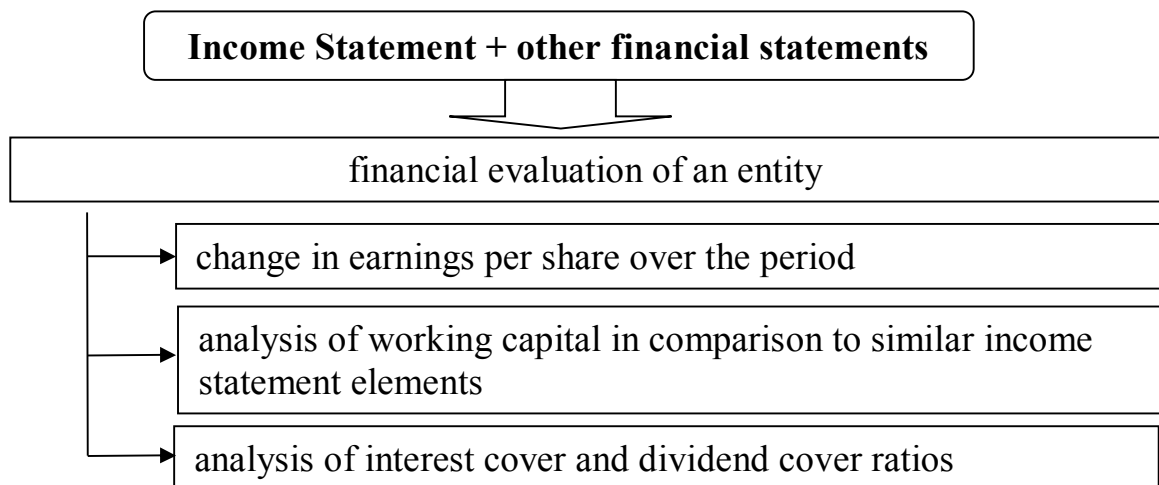 Income Statement + other financial statements
financial evaluation of an entity
change in earnings per share over the period
analysis of working capital in comparison to similar income
statement elements
analysis of interest cover and dividend cover ratios